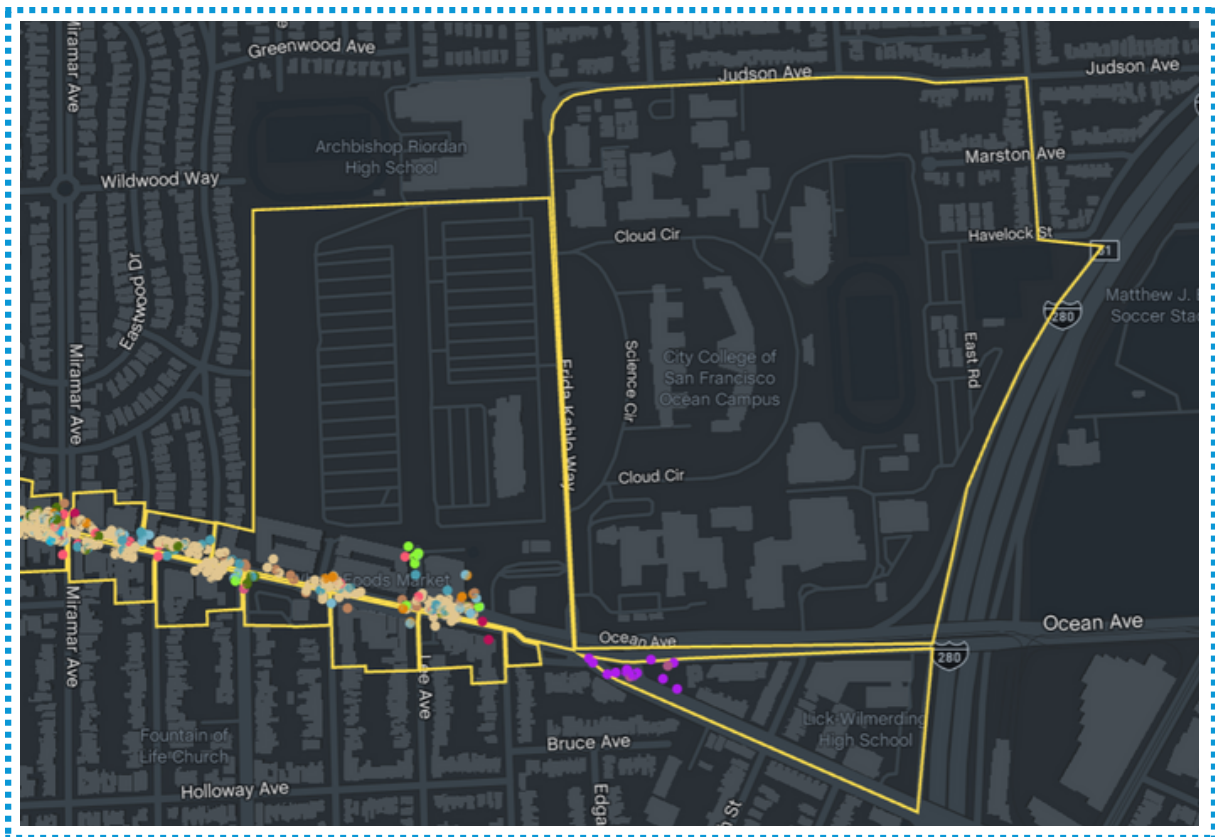 Miramar Ave
Greenwood Ave
Judson Ave
Judson Ave
Archbishop Riordan
High School
Marston Ave
Wildwood Way
Cloud Cir
Havelock St
Eastwood Dr
280
Matthew J.
Soccer
Miramar Ave
Frida Kahlo Way
Science Cir
City College of
San Francisco
Ocean Campus
East Rd
Cloud Cir
Foods Market
Miramar Ave
Ocean Ave
Ocean Ave
280
Lee Ave
Fountain of
Life Church
Bruce Ave
Lick-Wilmerding
High School
Holloway Ave